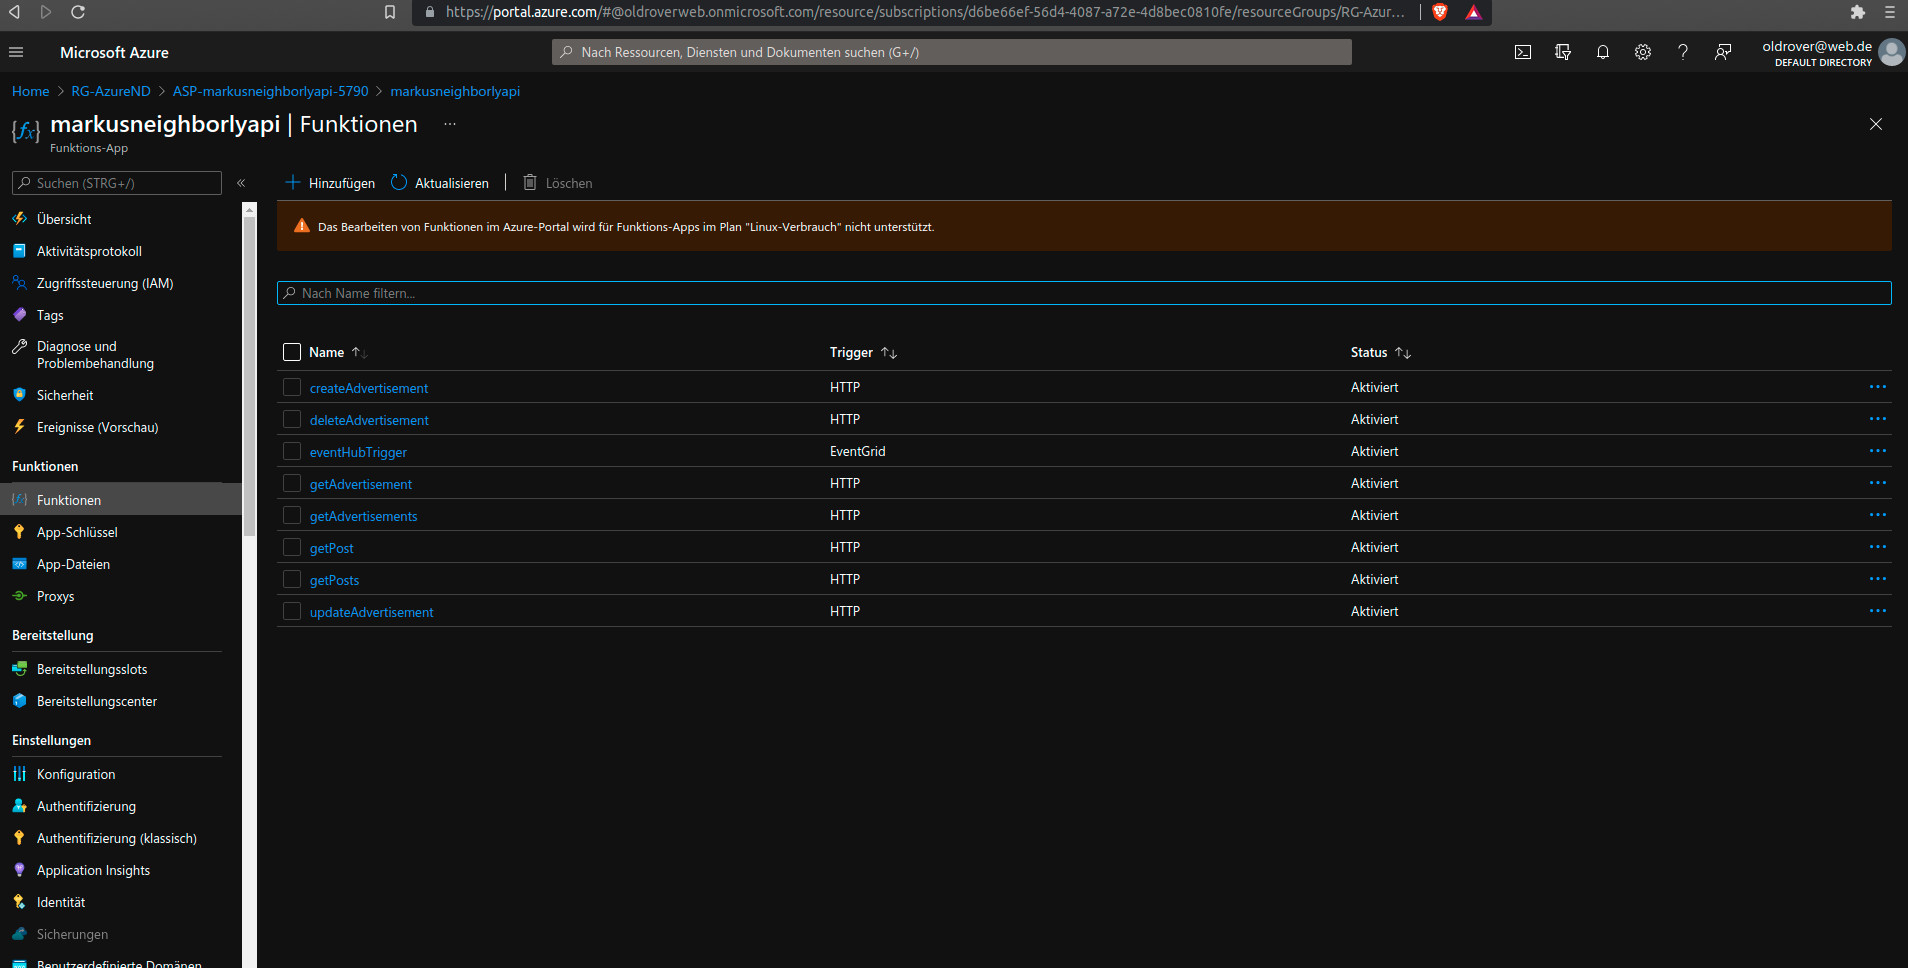 https://portal.azure.com/#@oldroverweb.onmicrosoft.com/resource/subscriptions/d6be66ef-56d4-4087-a72e-4d8bec0810fe/resourceGroups/RG-Azur...
Microsoft Azure
Nach Ressourcen, Diensten und Dokumenten suchen (G+/)
oldrover@web.de
DEFAULT DIRECTORY
Home > RG-AzureND > ASP-markusneighborlyapi-5790 > markusneighborlyapi
markusneighborlyapi | Funktionen ...
Funktions-App
Suchen (STRG+/)
«
Übersicht
Aktivitätsprotokoll
Zugriffssteuerung (IAM)
Tags
Diagnose und
Problembehandlung
Sicherheit
Ereignisse (Vorschau)
Funktionen
Funktionen
App-Schlüssel
App-Dateien
Proxys
Bereitstellung
Bereitstellungsslots
Bereitstellungscenter
Einstellungen
Konfiguration
Authentifizierung
Authentifizierung (klassisch)
Application Insights
Identität
Sicherungen
Benutzerdefinierte Domänen
Hinzufügen Aktualisieren | Löschen
Das Bearbeiten von Funktionen im Azure-Portal wird für Funktions-Apps im Plan "Linux-Verbrauch" nicht unterstützt.
Nach Name filtern...
Name Trigger Status
createAdvertisement HTTP Aktiviert
deleteAdvertisement HTTP Aktiviert
eventHubTrigger EventGrid Aktiviert
getAdvertisement HTTP Aktiviert
getAdvertisements HTTP Aktiviert
getPost HTTP Aktiviert
getPosts HTTP Aktiviert
updateAdvertisement HTTP Aktiviert